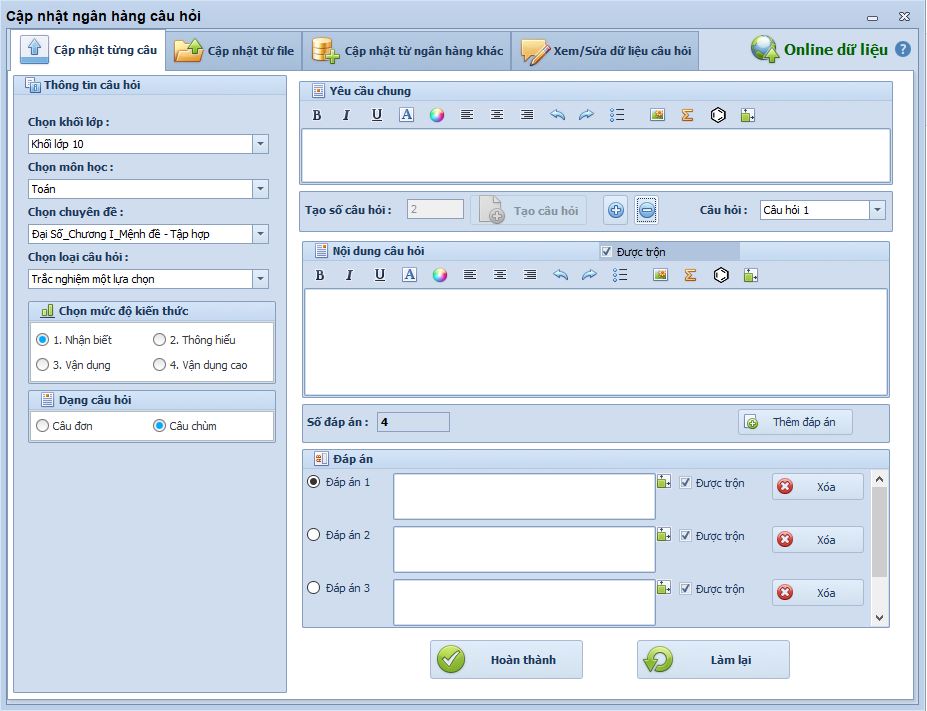 Cập nhật ngân hàng câu hỏi
Cập nhật từng câu
Cập nhật từ file
Cập nhật từ ngân hàng khác
Xem/Sửa dữ liệu câu hỏi
Online dữ liệu
Thông tin câu hỏi
Chọn khối lớp :
Khối lớp 10
Chọn môn học :
Toán
Chọn chuyên đề :
Đại Số_Chương I_Mệnh đề - Tập hợp
Chọn loại câu hỏi :
Trắc nghiệm một lựa chọn
Chọn mức độ kiến thức
1. Nhận biết
2. Thông hiểu
3. Vận dụng
4. Vận dụng cao
Dạng câu hỏi
Câu đơn
Câu chùm
Yêu cầu chung
B I U A Σ
Tạo số câu hỏi :
2
Tạo câu hỏi
Câu hỏi :
Câu hỏi 1
Nội dung câu hỏi
Được trộn
B I U A Σ
Số đáp án :
4
Thêm đáp án
Đáp án
Đáp án 1
Được trộn
Xóa
Đáp án 2
Được trộn
Xóa
Đáp án 3
Được trộn
Xóa
Hoàn thành
Làm lại